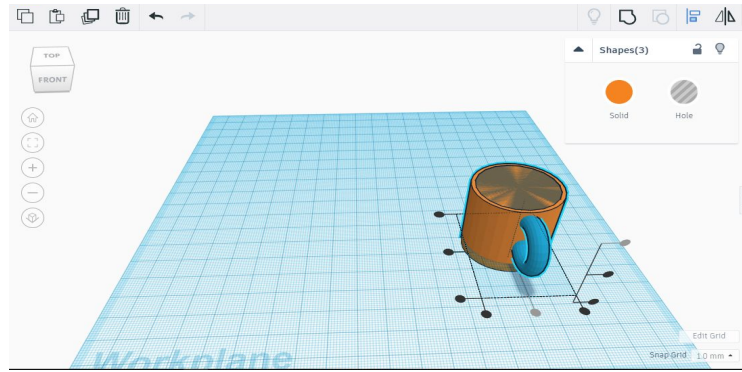 TOP
FRONT
Shapes(3)
Solid
Hole
Workplane
Edit Grid
Snap Grid 1.0 mm